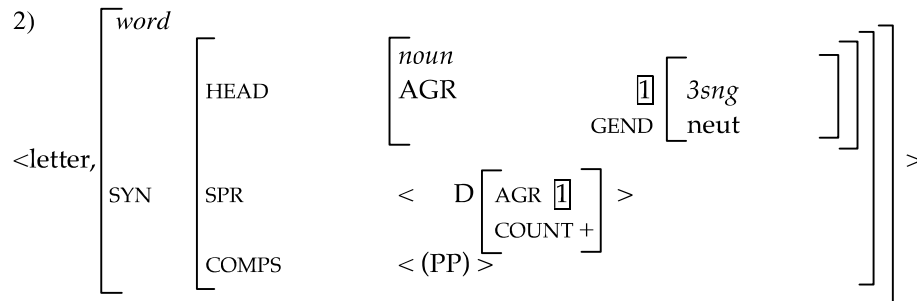 2) word
noun
HEAD AGR 1 3sng
GEND neut
<letter, >
SYN SPR < D AGR 1 >
COUNT +
COMPS < (PP) >